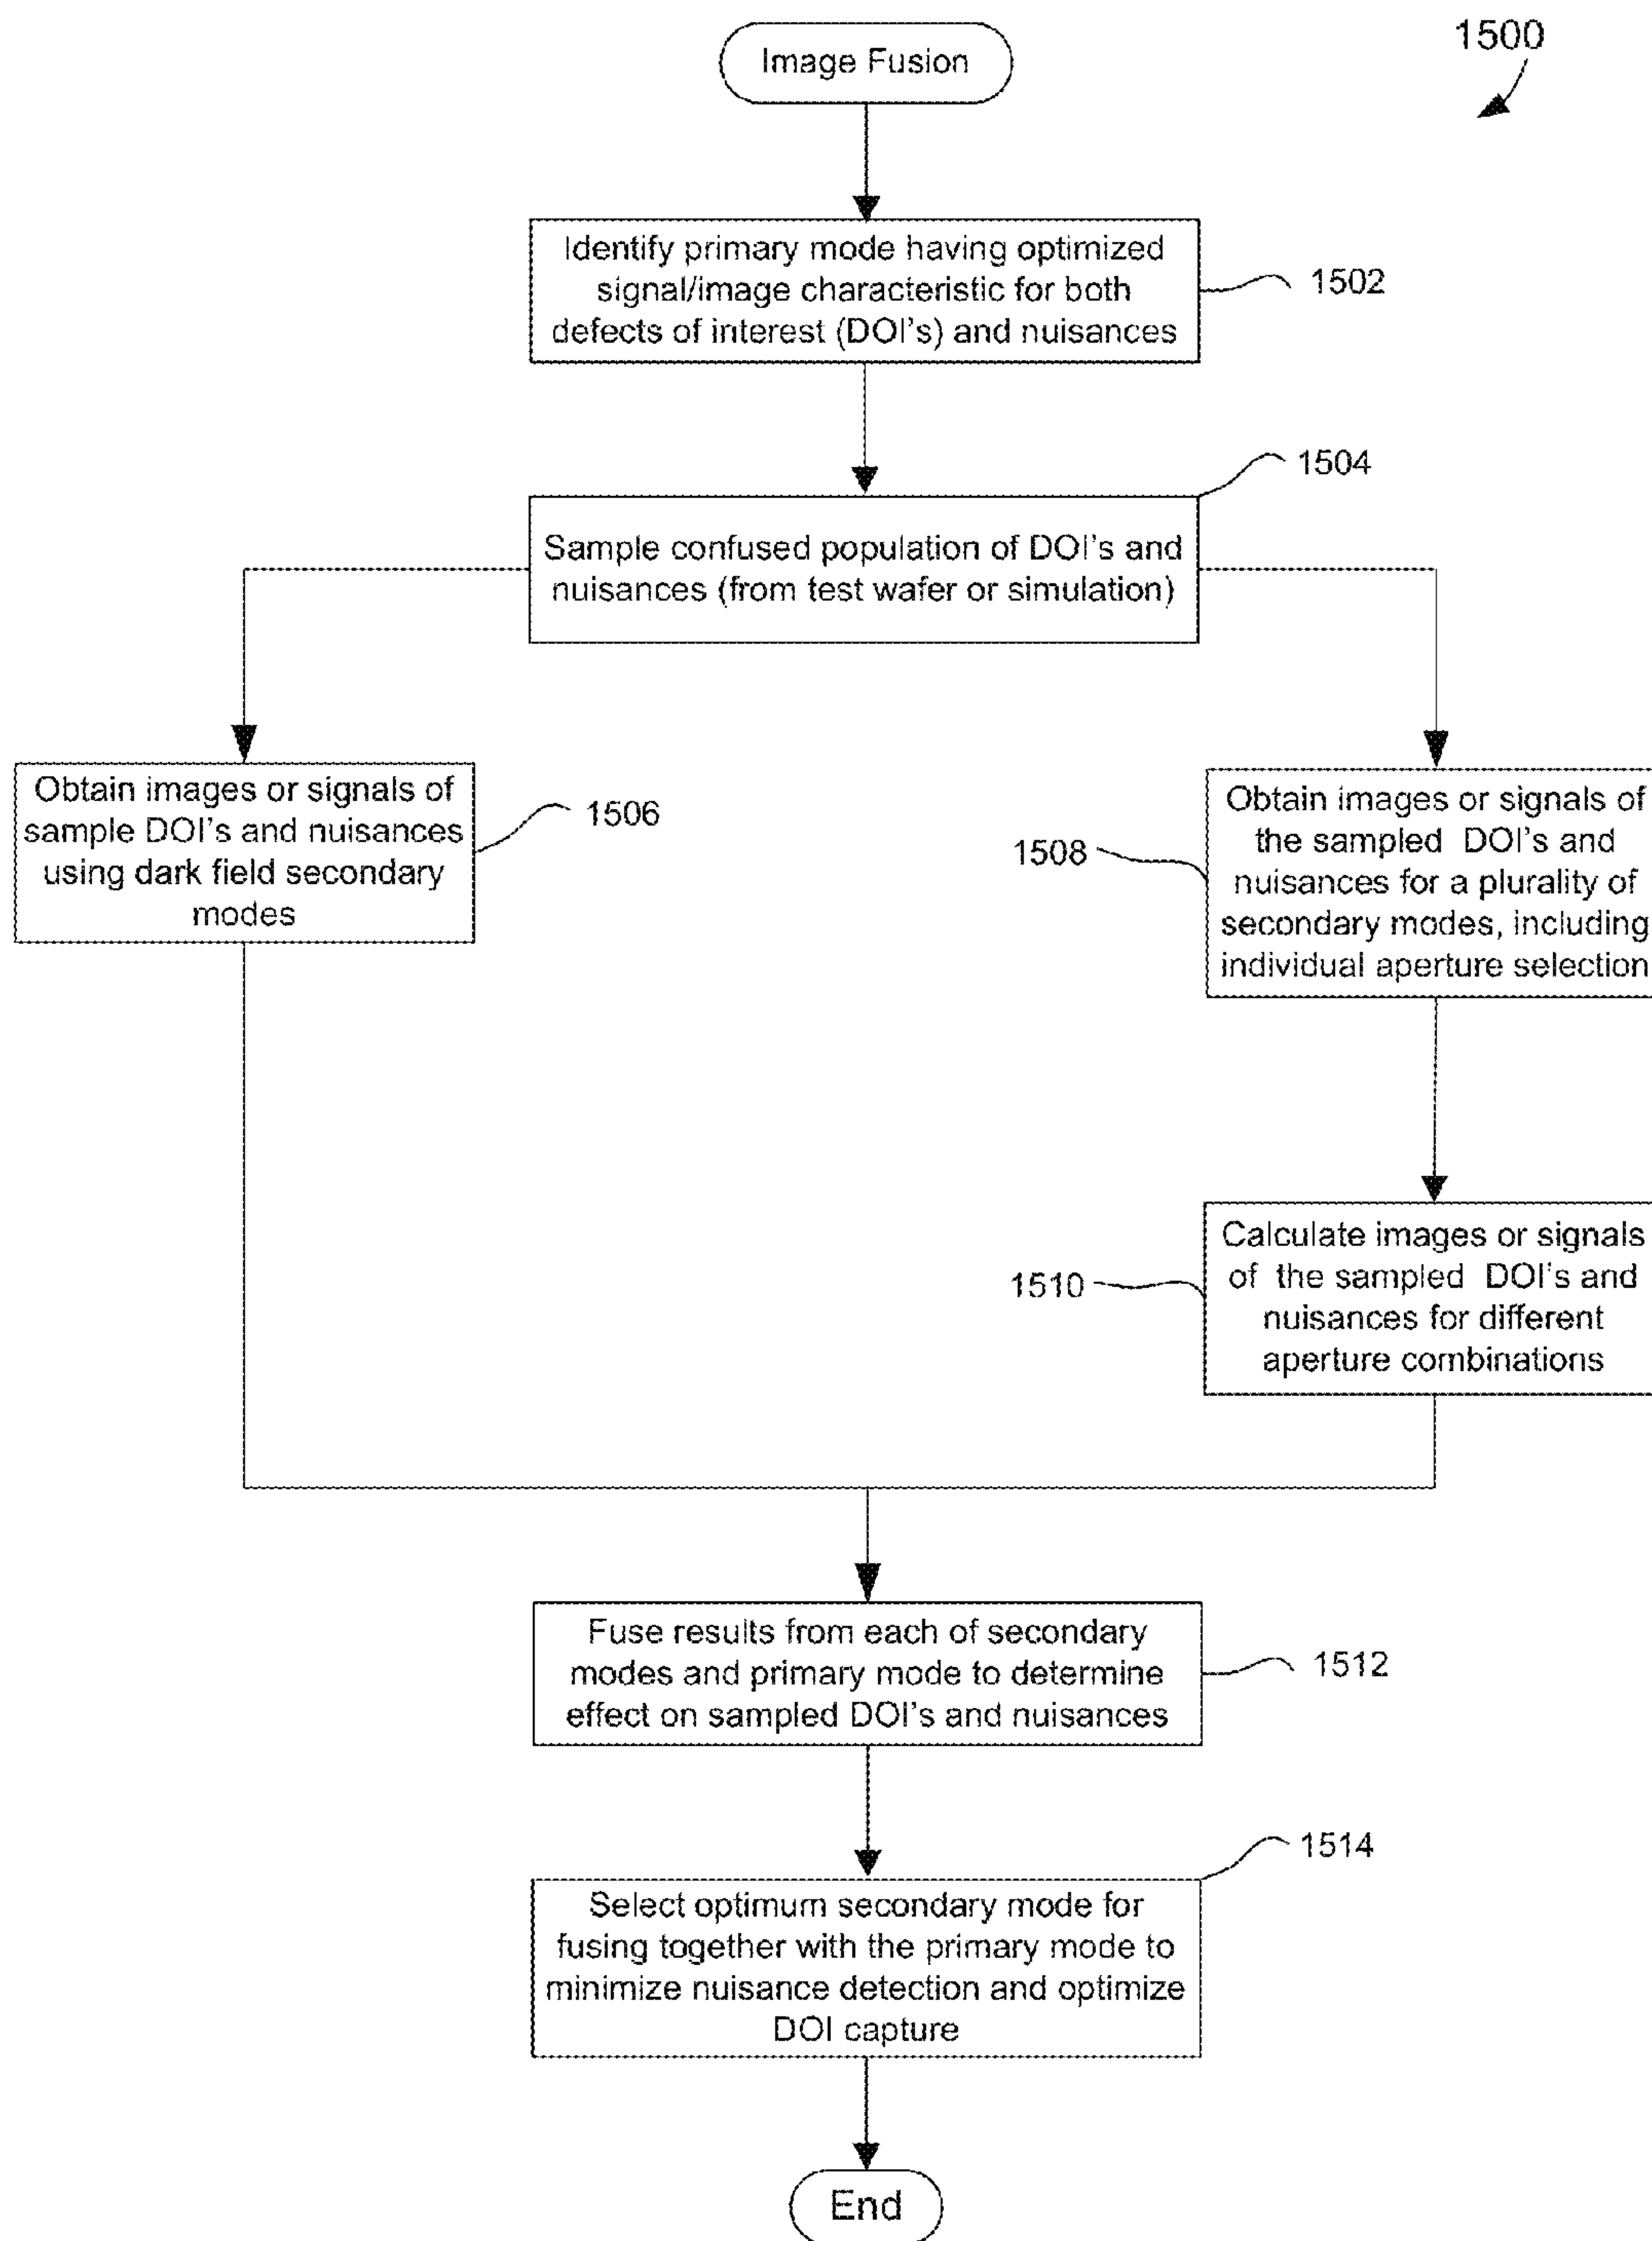 1500
Image Fusion
Identify primary mode having optimized
signal/image characteristic for both
defects of interest (DOI's) and nuisances
1502
1504
Sample confused population of DOI's and
nuisances (from test wafer or simulation)
Obtain images or signals of
sample DOI's and nuisances
using dark field secondary
modes
1506
1508
Obtain images or signals of
the sampled DOI's and
nuisances for a plurality of
secondary modes, including
individual aperture selection
1510
Calculate images or signals
of the sampled DOI's and
nuisances for different
aperture combinations
Fuse results from each of secondary
modes and primary mode to determine
effect on sampled DOI's and nuisances
1512
1514
Select optimum secondary mode for
fusing together with the primary mode to
minimize nuisance detection and optimize
DOI capture
End